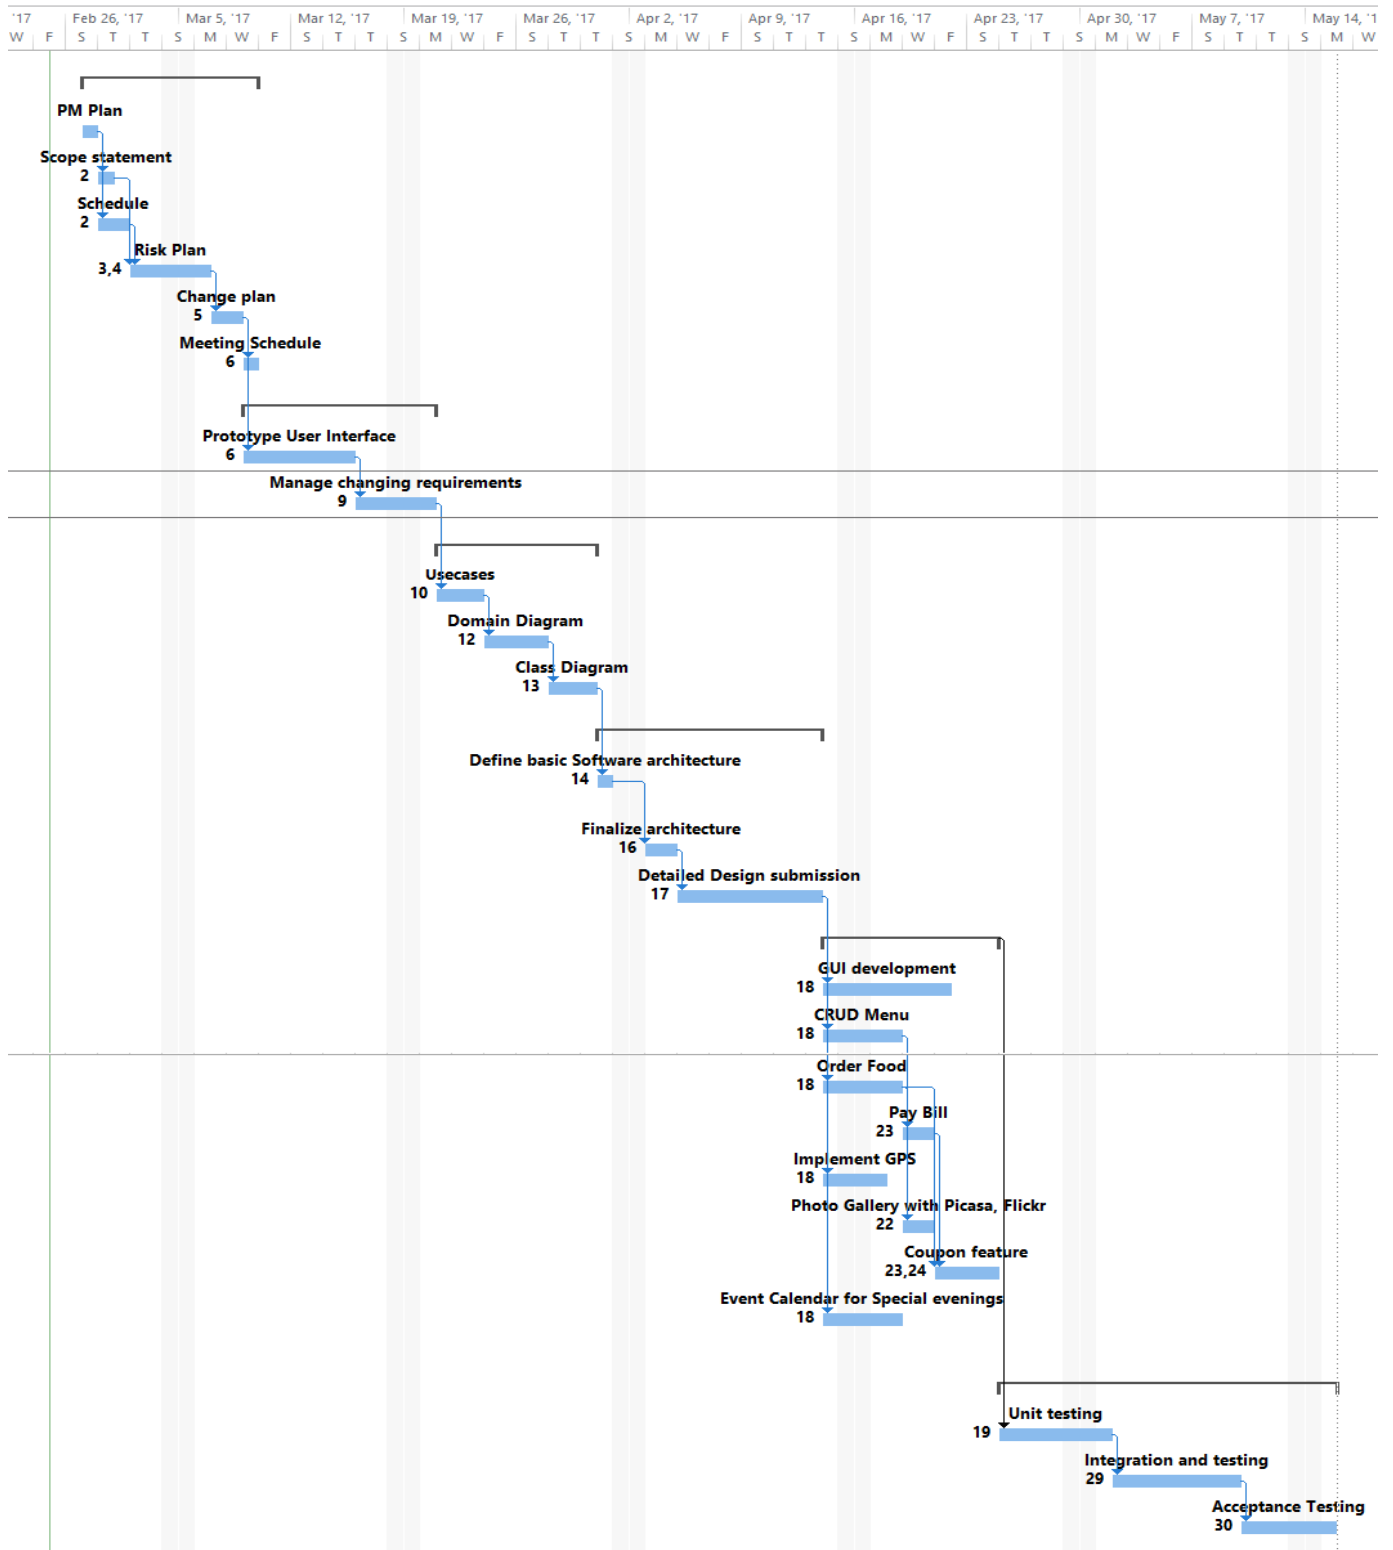 '17 Feb 26, '17 Mar 5, '17 Mar 12, '17 Mar 19, '17 Mar 26, '17 Apr 2, '17 Apr 9, '17 Apr 16, '17 Apr 23, '17 Apr 30, '17 May 7, '17 May 14, '1
W F S T T S M W F S T T S M W F S T T S M W F S T T S M W F S T T S M W F S T T S M W
PM Plan
Scope statement
2
Schedule
2
Risk Plan
3,4
Change plan
5
Meeting Schedule
6
Prototype User Interface
6
Manage changing requirements
9
Usecases
10
Domain Diagram
12
Class Diagram
13
Define basic Software architecture
14
Finalize architecture
16
Detailed Design submission
17
GUI development
18
CRUD Menu
18
Order Food
18
Pay Bill
23
Implement GPS
18
Photo Gallery with Picasa, Flickr
22
Coupon feature
23,24
Event Calendar for Special evenings
18
Unit testing
19
Integration and testing
29
Acceptance Testing
30